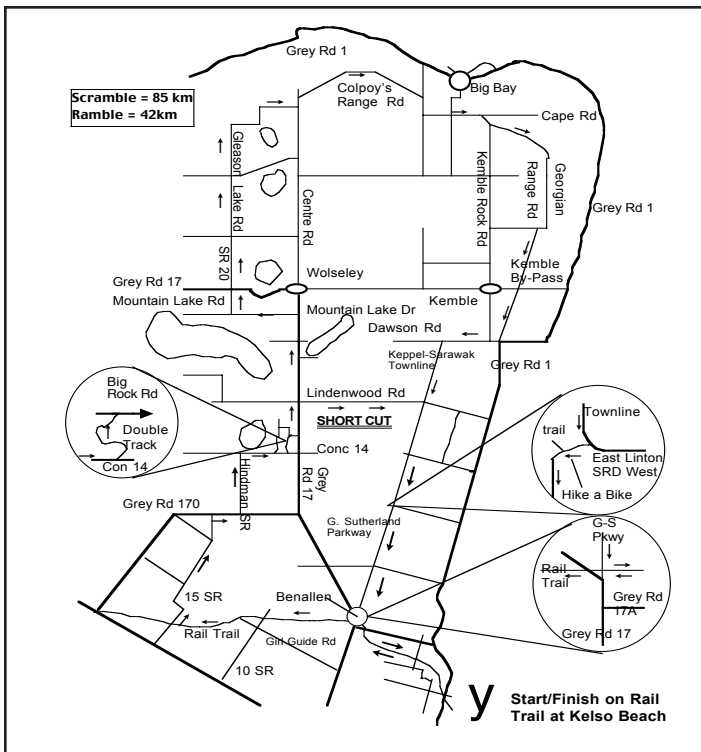 Grey Rd 1
Scramble = 85 km
Ramble = 42km
Colpoy's
Range Rd
Big Bay
Cape Rd
Gleason
Lake Rd
SR 20
Centre Rd
Kemble Rock Rd
Georgian
Range Rd
Grey Rd 1
Grey Rd 17
Wolseley
Kemble
By-Pass
Mountain Lake Rd
Mountain Lake Dr
Kemble
Dawson Rd
Keppel-Sarawak
Townline
Grey Rd 1
Big
Rock Rd
Double
Track
Con 14
Lindenwood Rd
SHORT CUT
Conc 14
Hindman SR
Grey
Rd 17
Townline
trail
East Linton
SRD West
Hike a Bike
Grey Rd 170
G. Sutherland
Parkway
G-S
Pkwy
Rail
Trail
Grey Rd
17A
Grey Rd 17
15 SR
Benallen
Rail Trail
Girl Guide Rd
10 SR
y
Start/Finish on Rail
Trail at Kelso Beach